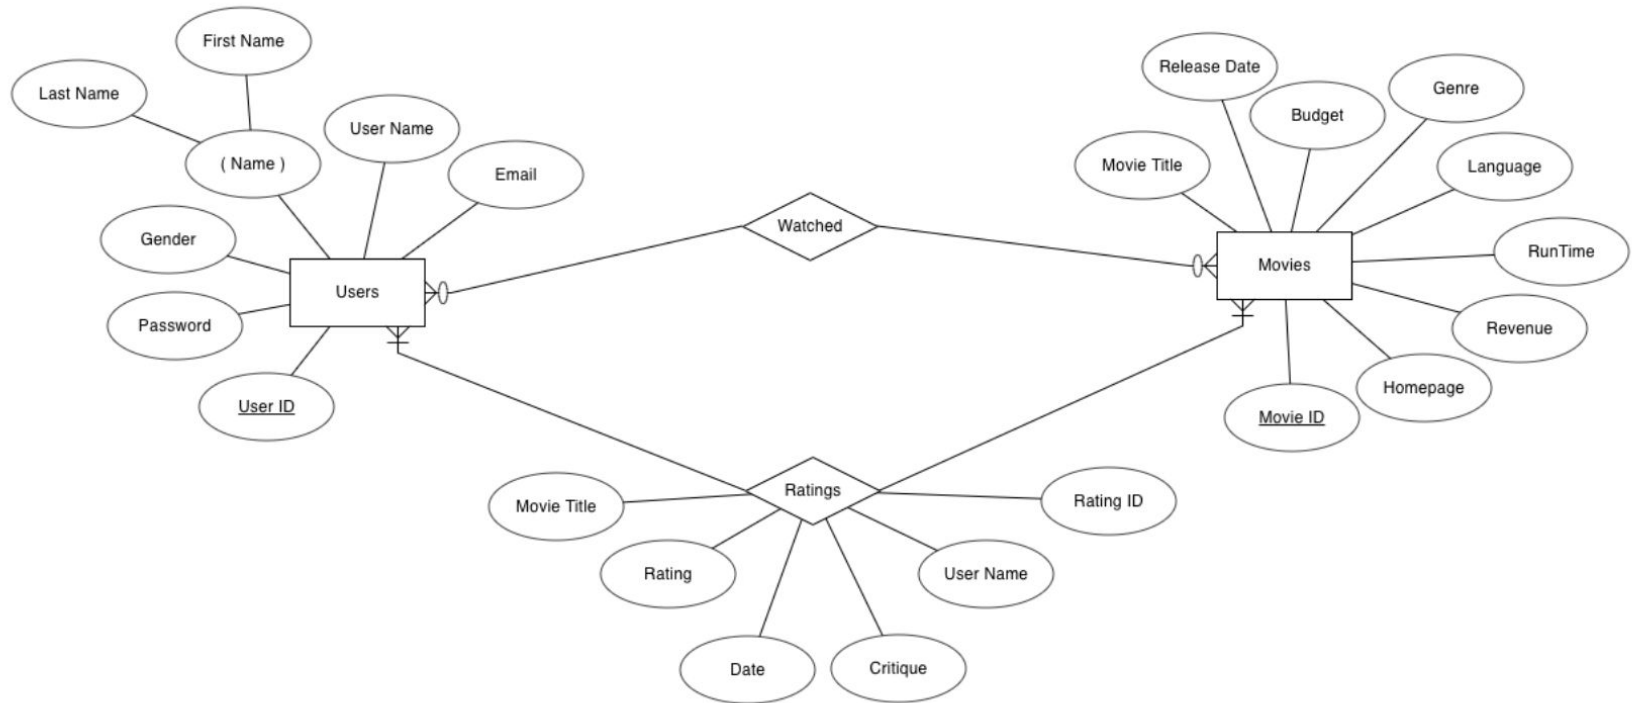 First Name
Last Name
User Name
( Name )
Email
Gender
Users
Password
User ID
Watched
Release Date
Genre
Budget
Movie Title
Language
RunTime
Movies
Revenue
Homepage
Movie ID
Ratings
Movie Title
Rating ID
Rating
User Name
Date
Critique